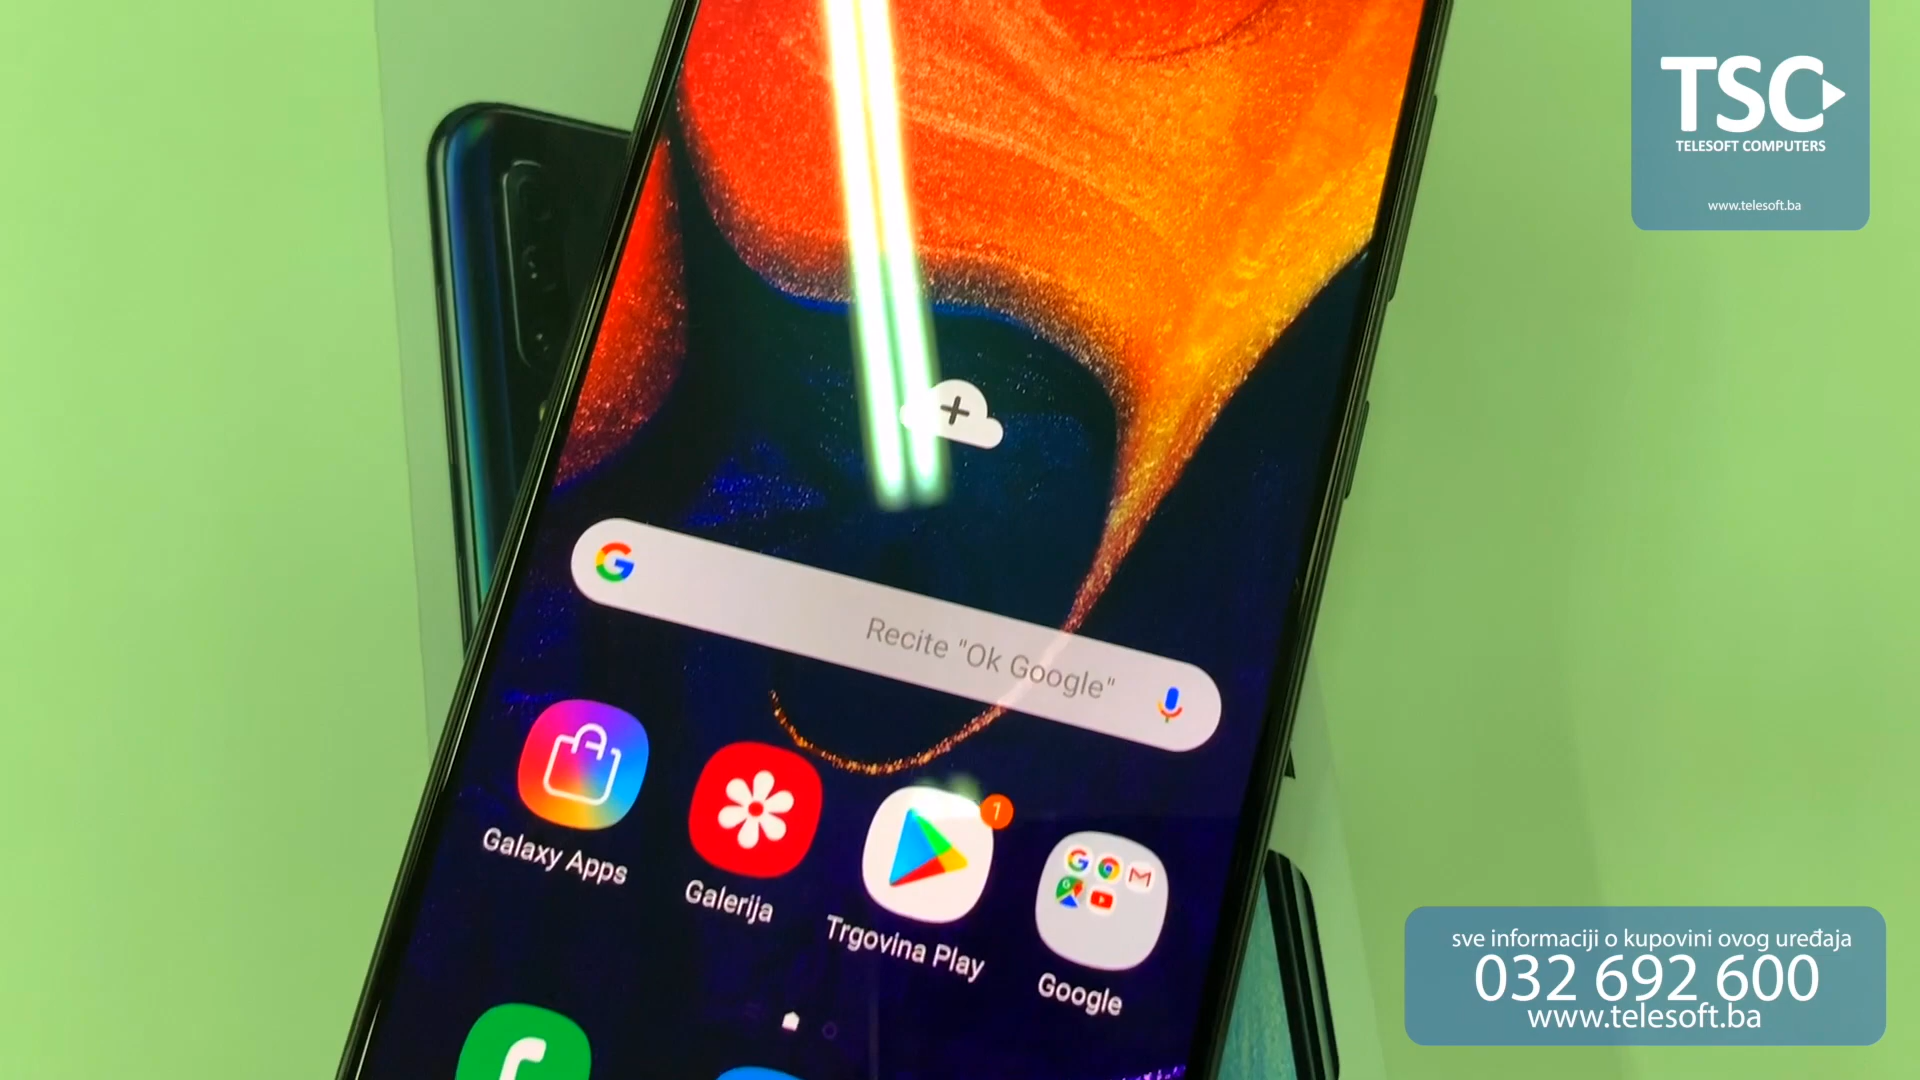 TSC
TELESOFT COMPUTERS
www.telesoft.ba
Recite "Ok Google"
1
Galaxy Apps
Galerija
Trgovina Play
Google
sve informaciji o kupovini ovog uređaja
032 692 600
www.telesoft.ba